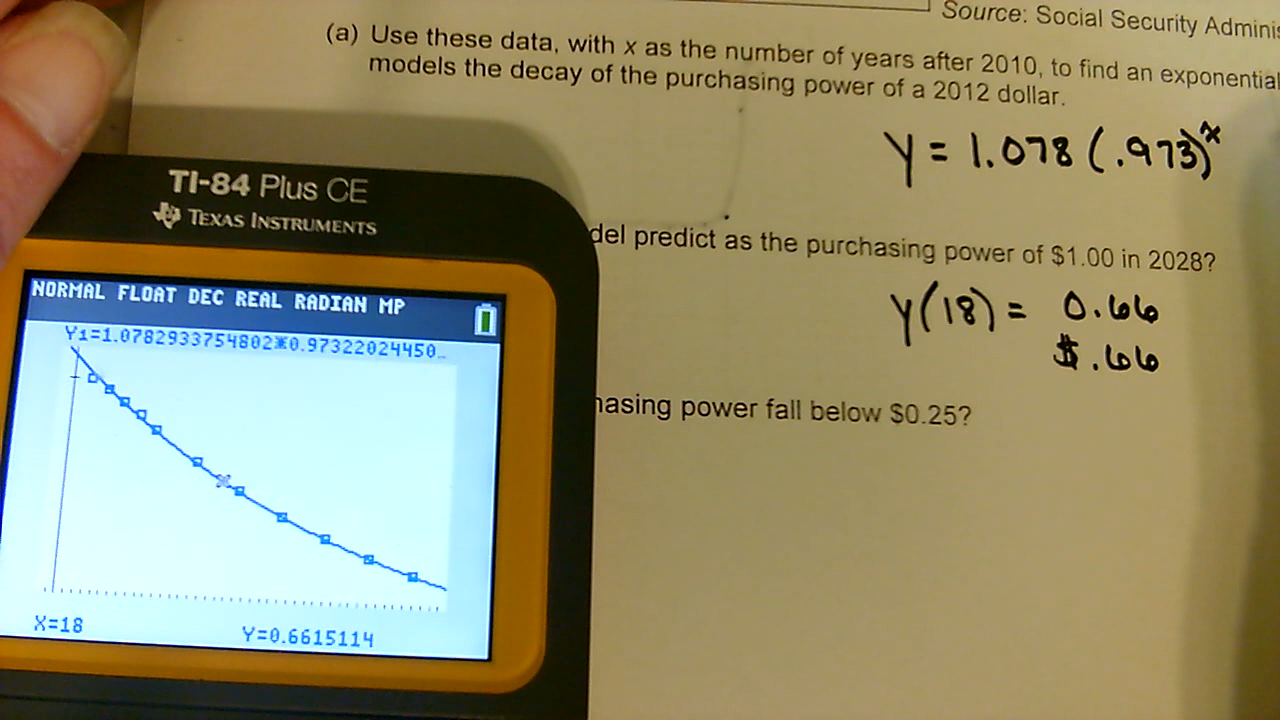 Source: Social Security
(a) Use these data, with x as the number of years after 2010, to find an exponential
models the decay of the purchasing power of a 2012 dollar.
Y = 1.078 (.973)^x
TI-84 Plus CE
TEXAS INSTRUMENTS
del predict as the purchasing power of $1.00 in 2028?
NORMAL FLOAT DEC REAL RADIAN MP
Y1=1.0782933754802*0.97322024450…
Y(18) = 0.66
$.66
hasing power fall below $0.25?
X=18 Y=0.6615114